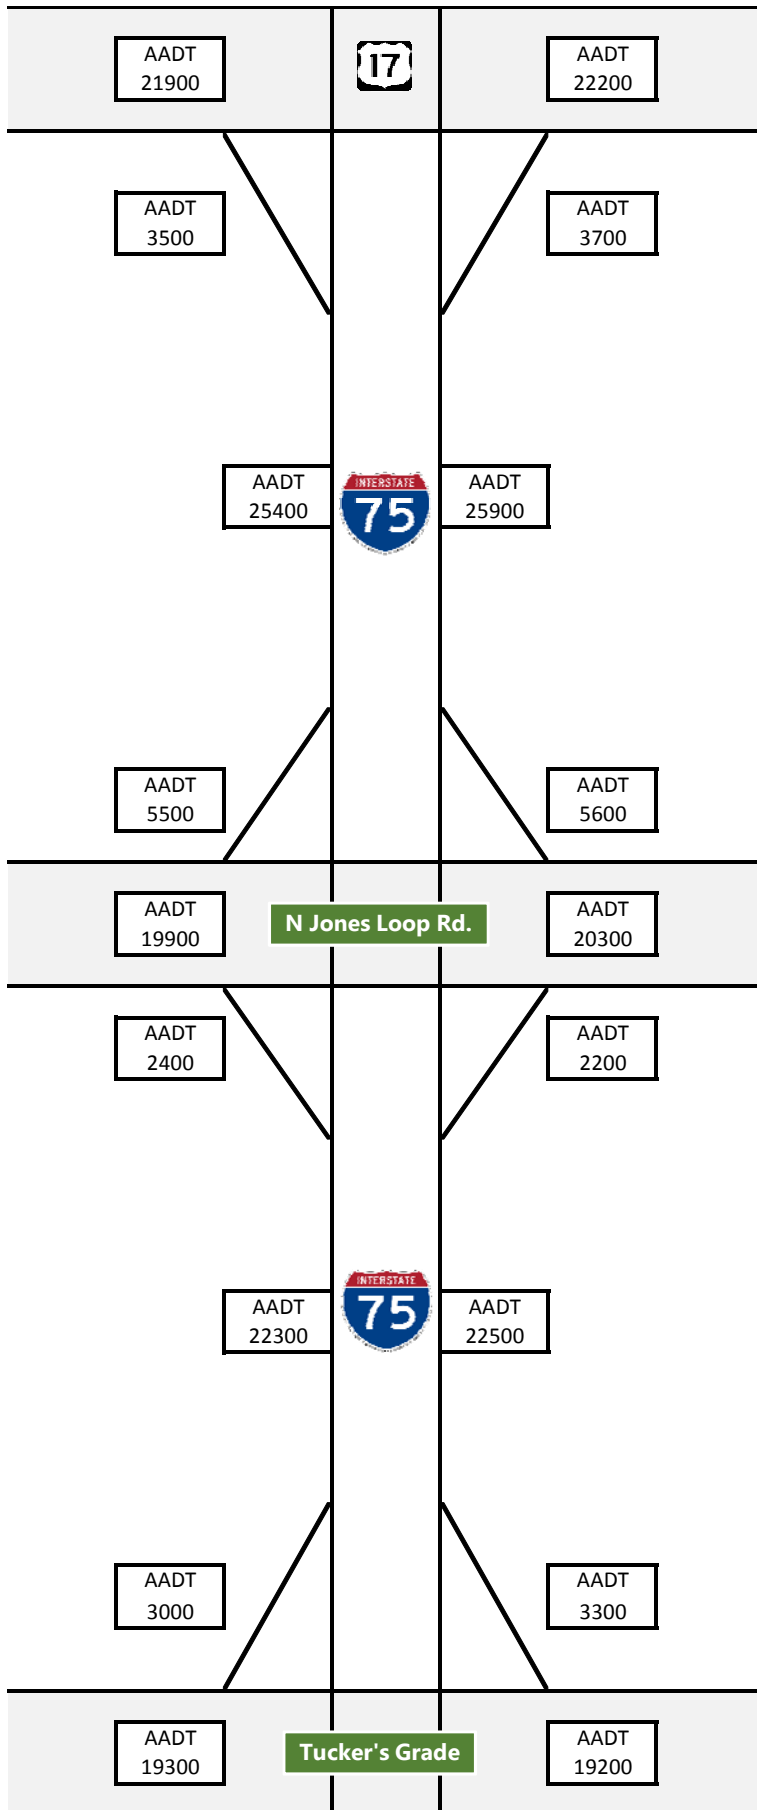 AADT
21900
17
AADT
22200
AADT
3500
AADT
3700
AADT
25400
INTERSTATE
75
AADT
25900
AADT
5500
AADT
5600
AADT
19900
N Jones Loop Rd.
AADT
20300
AADT
2400
AADT
2200
AADT
22300
INTERSTATE
75
AADT
22500
AADT
3000
AADT
3300
AADT
19300
Tucker's Grade
AADT
19200